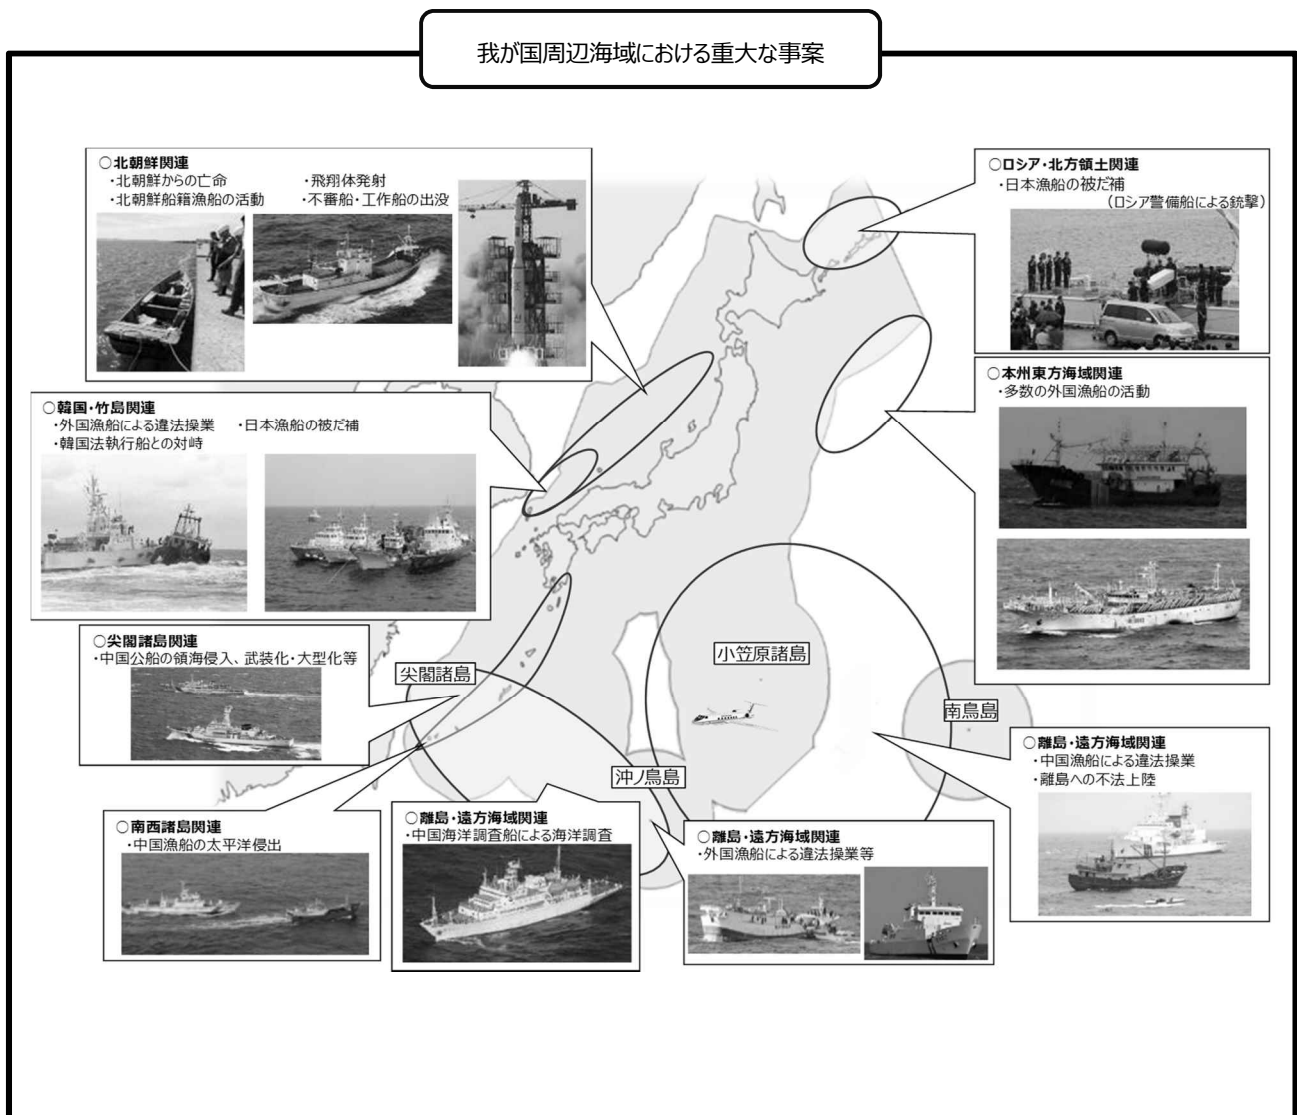 我が国周辺海域における重大な事案
○北朝鮮関連
・北朝鮮からの亡命　・飛翔体発射
・北朝鮮船籍漁船の活動　・不審船・工作船の出没
○ロシア・北方領土関連
・日本漁船の被だ補
（ロシア警備船による銃撃）
○韓国・竹島関連
・外国漁船による違法操業　・日本漁船の被だ補
・韓国法執行船との対峙
○本州東方海域関連
・多数の外国漁船の活動
○尖閣諸島関連
・中国公船の領海侵入、武装化・大型化等
尖閣諸島
小笠原諸島
南鳥島
沖ノ鳥島
○離島・遠方海域関連
・中国漁船による違法操業
・離島への不法上陸
○南西諸島関連
・中国漁船の太平洋侵出
○離島・遠方海域関連
・中国海洋調査船による海洋調査
○離島・遠方海域関連
・外国漁船による違法操業等